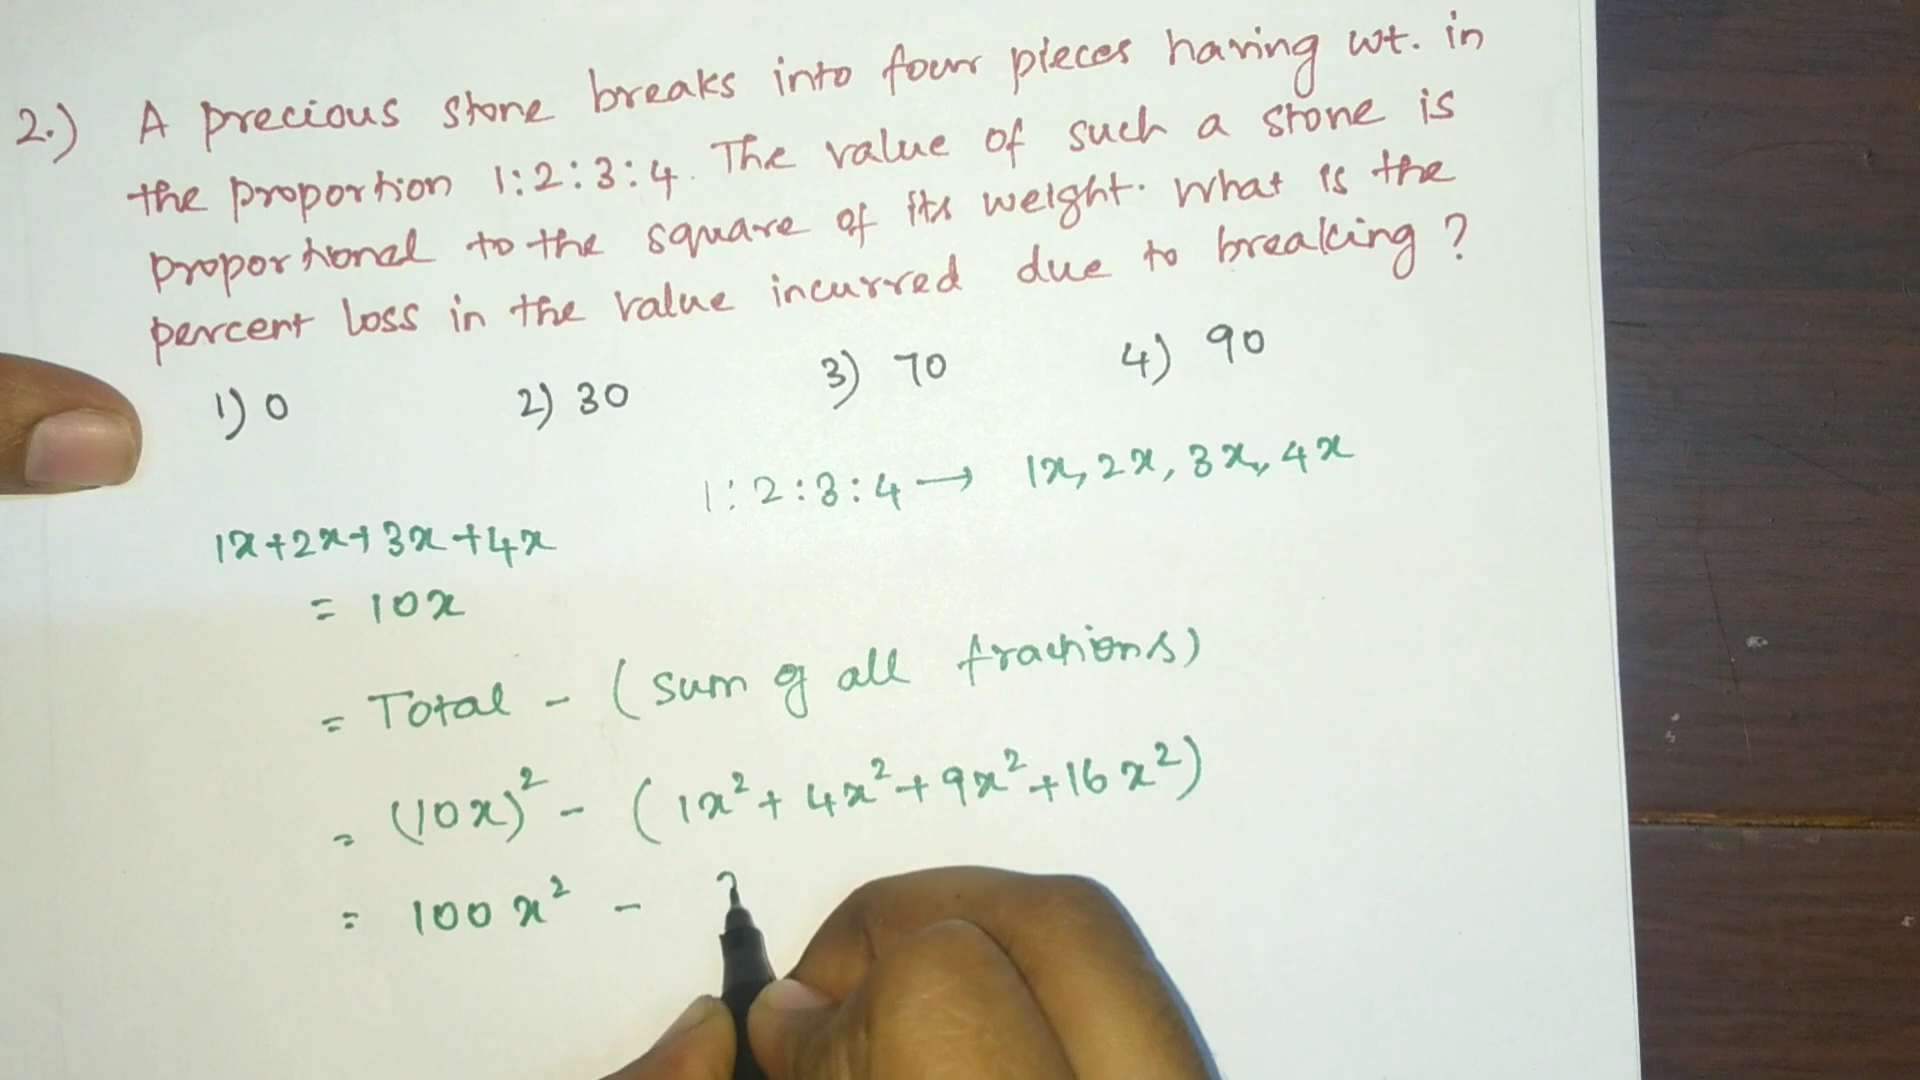 2.) A precious stone breaks into four pieces having wt. in
the proportion 1:2:3:4. The value of such a stone is
proportional to the square of its weight. What is the
percent loss in the value incurred due to breaking?
1) 0 2) 30 3) 70 4) 90
1:2:3:4 → 1x, 2x, 3x, 4x
1x+2x+3x+4x
= 10x
= Total - (sum of all fractions)
= (10x)² - (1x² + 4x² + 9x² + 16x²)
= 100x² -